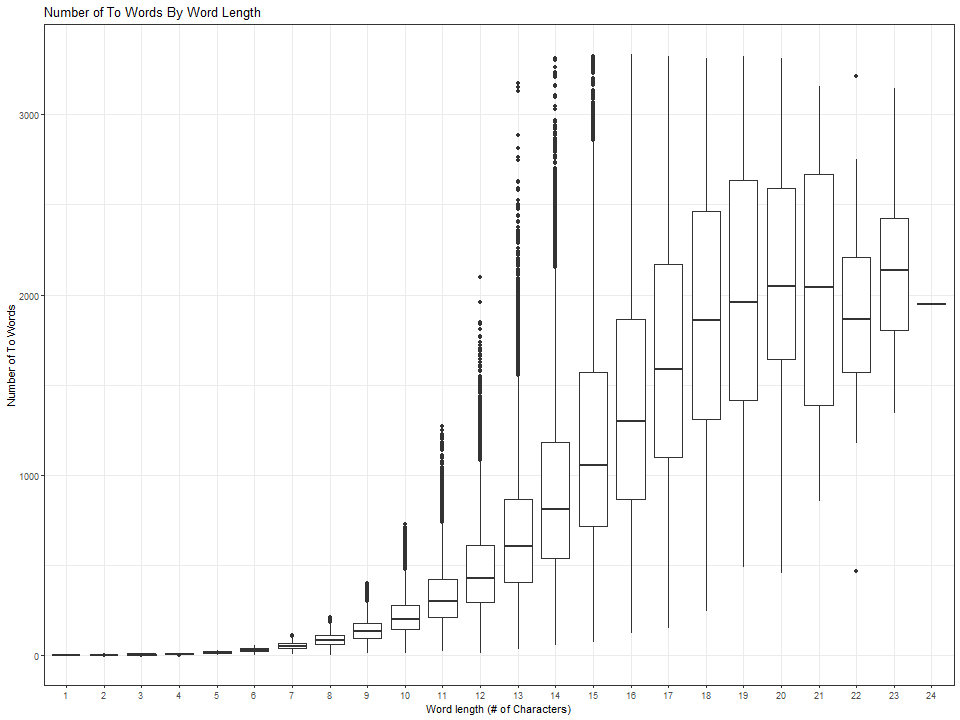 Number of To Words By Word Length
Number of To Words
3000
2000
1000
0
1 2 3 4 5 6 7 8 9 10 11 12 13 14 15 16 17 18 19 20 21 22 23 24
Word length (# of Characters)